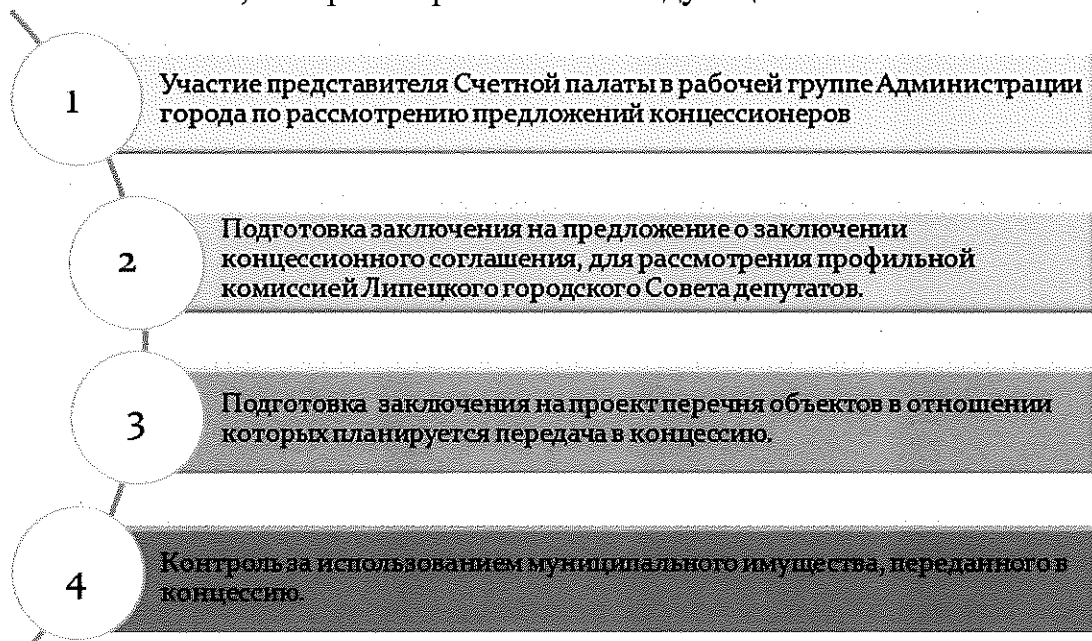 1
Участие представителя Счетной палаты в рабочей группе Администрации
города по рассмотрению предложений концессионеров
2
Подготовка заключения на предложение о заключении
концессионного соглашения, для рассмотрения профильной
комиссией Липецкого городского Совета депутатов.
3
Подготовка заключения на проект перечня объектов в отношении
которых планируется передача в концессию.
4
Контроль за использованием муниципального имущества, переданного в
концессию.